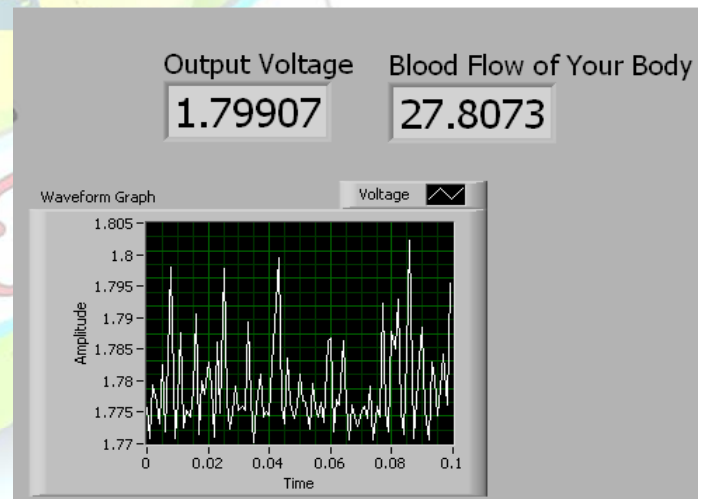 Output Voltage Blood Flow of Your Body
1.79907 27.8073
Waveform Graph Voltage
1.805
1.8
1.795
1.79
1.785
1.78
1.775
1.77
Amplitude
0 0.02 0.04 0.06 0.08 0.1
Time